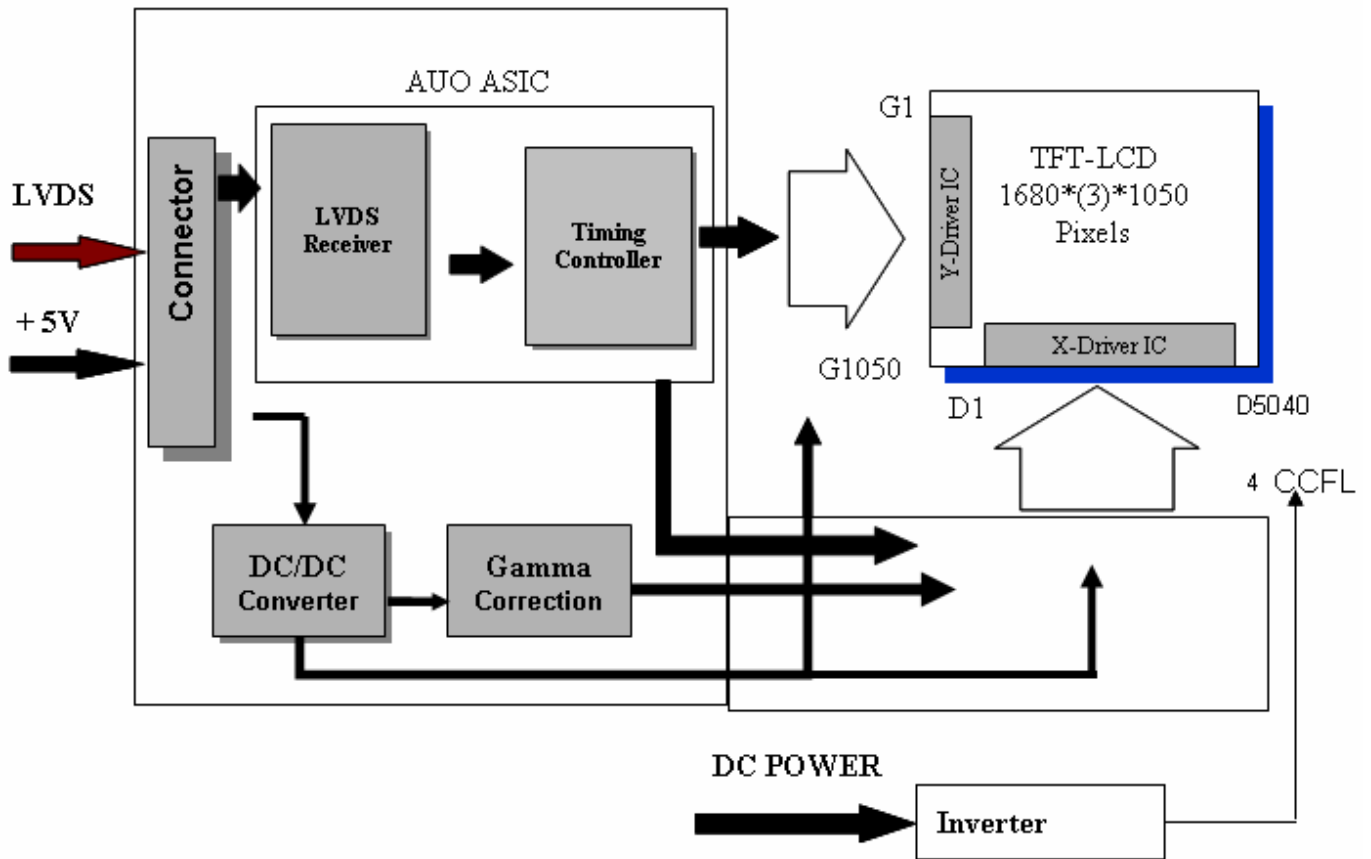 AUO ASIC
LVDS
+ 5V
Connector
LVDS
Receiver
Timing
Controller
G1
Y-Driver IC
TFT-LCD
1680*(3)*1050
Pixels
X-Driver IC
G1050
D1
D5040
4 CCFL
DC/DC
Converter
Gamma
Correction
DC POWER
Inverter